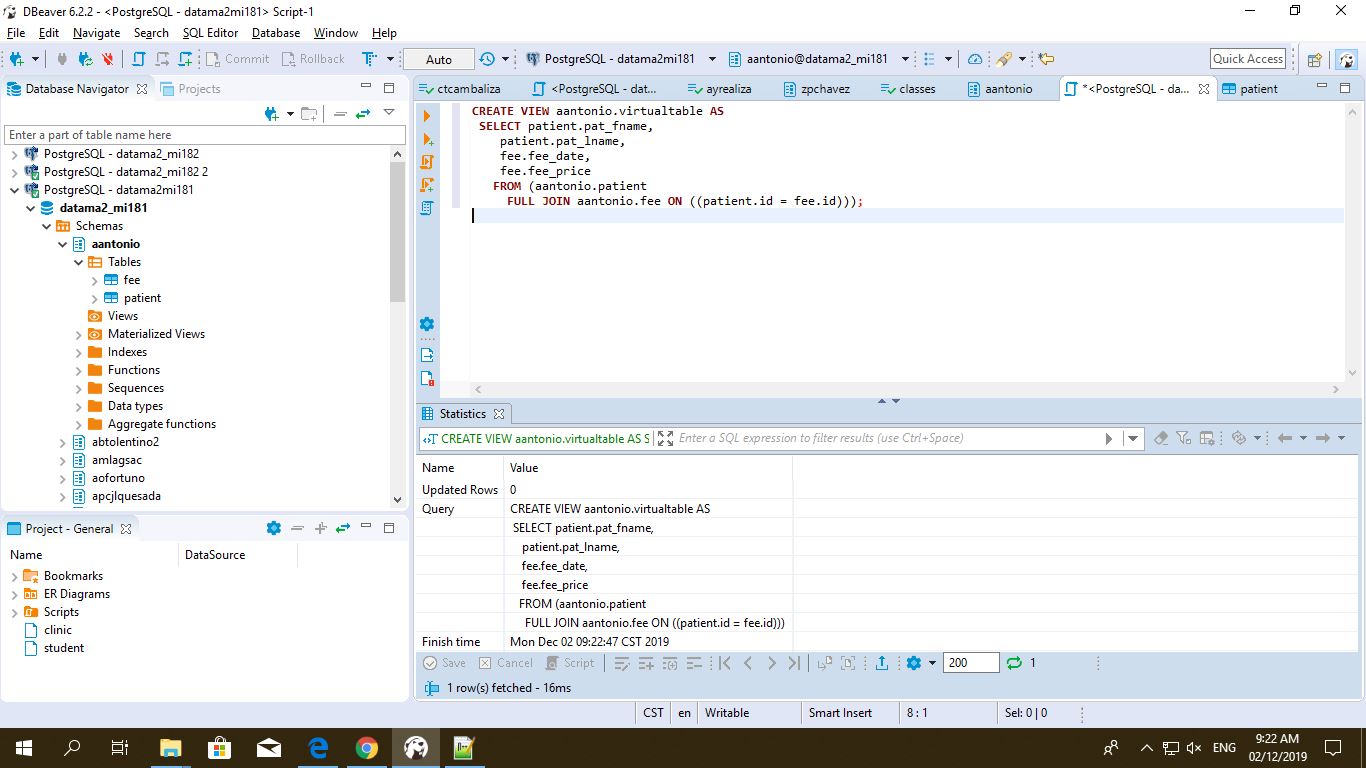 DBeaver 6.2.2 - <PostgreSQL - datama2mi181> Script-1
File Edit Navigate Search SQL Editor Database Window Help
Commit Rollback Auto PostgreSQL - datama2mi181 aantonio@datama2_mi181 Quick Access
Database Navigator Projects
Enter a part of table name here
PostgreSQL - datama2_mi182
PostgreSQL - datama2_mi182 2
PostgreSQL - datama2mi181
datama2_mi181
Schemas
aantonio
Tables
fee
patient
Views
Materialized Views
Indexes
Functions
Sequences
Data types
Aggregate functions
abtolentino2
amlagsac
aofortuno
apcjlquesada
Project - General
Name DataSource
Bookmarks
ER Diagrams
Scripts
clinic
student
ctcambaliza <PostgreSQL - dat... ayrealiza zpchavez classes aantonio *<PostgreSQL - da... patient
CREATE VIEW aantonio.virtualtable AS
SELECT patient.pat_fname,
patient.pat_lname,
fee.fee_date,
fee.fee_price
FROM (aantonio.patient
FULL JOIN aantonio.fee ON ((patient.id = fee.id)));
Statistics
CREATE VIEW aantonio.virtualtable AS S Enter a SQL expression to filter results (use Ctrl+Space)
Name Value
Updated Rows 0
Query CREATE VIEW aantonio.virtualtable AS
SELECT patient.pat_fname,
patient.pat_lname,
fee.fee_date,
fee.fee_price
FROM (aantonio.patient
FULL JOIN aantonio.fee ON ((patient.id = fee.id)))
Finish time Mon Dec 02 09:22:47 CST 2019
Save Cancel Script 200 1
1 row(s) fetched - 16ms
CST en Writable Smart Insert 8 : 1 Sel: 0 | 0
ENG 9:22 AM
02/12/2019